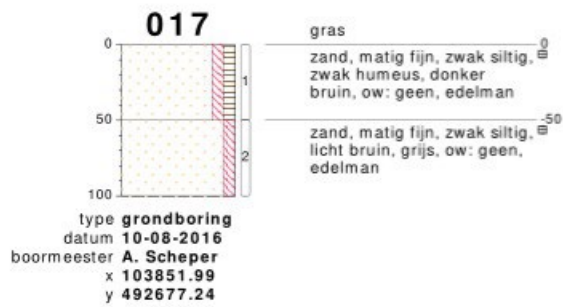 017
gras
0
0
zand, matig fijn, zwak siltig,
zwak humeus, donker
bruin, ow: geen, edelman
1
50
-50
zand, matig fijn, zwak siltig,
licht bruin, grijs, ow: geen,
edelman
2
100
type grondboring
datum 10-08-2016
boormeester A. Scheper
x 103851.99
y 492677.24